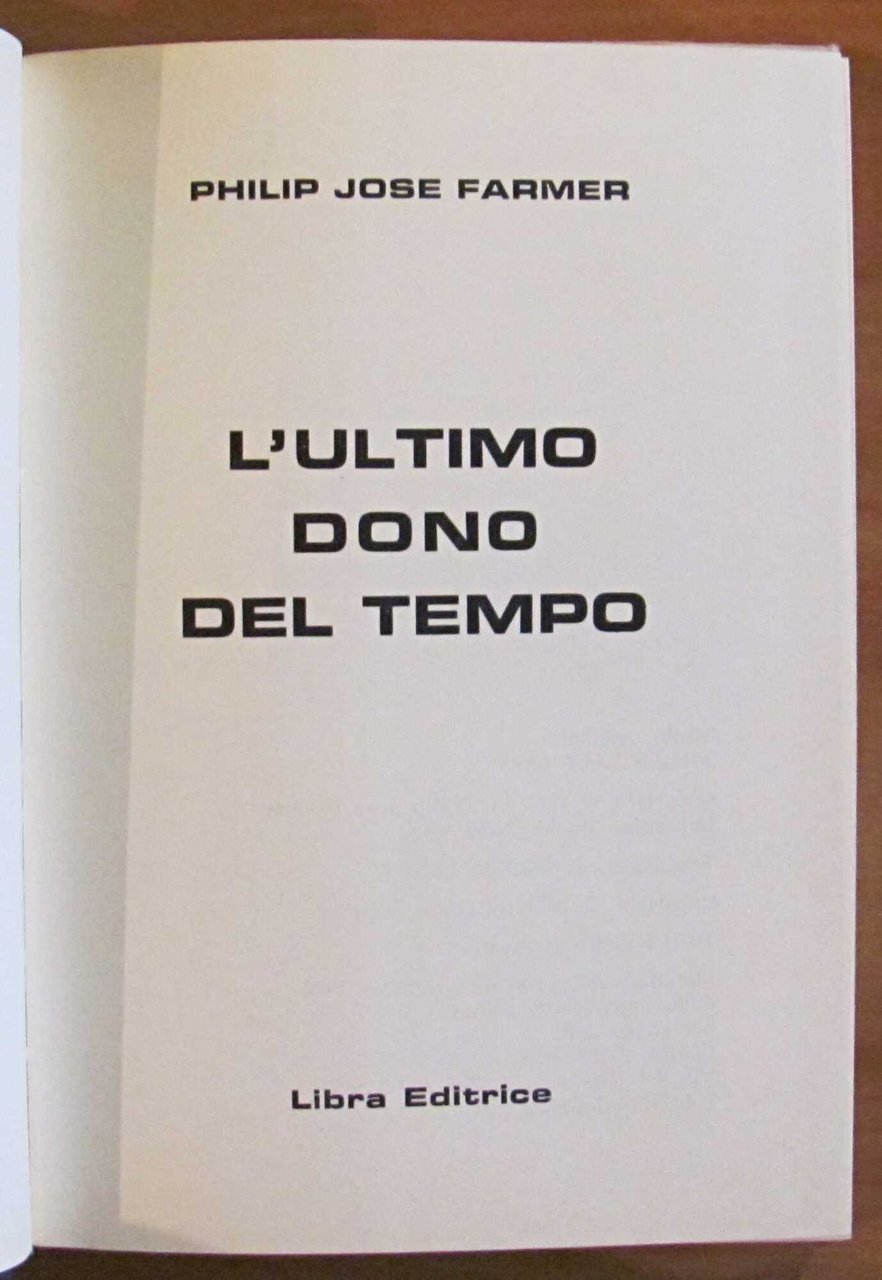 PHILIP JOSE FARMER
L'ULTIMO
DONO
DEL TEMPO
Libra Editrice